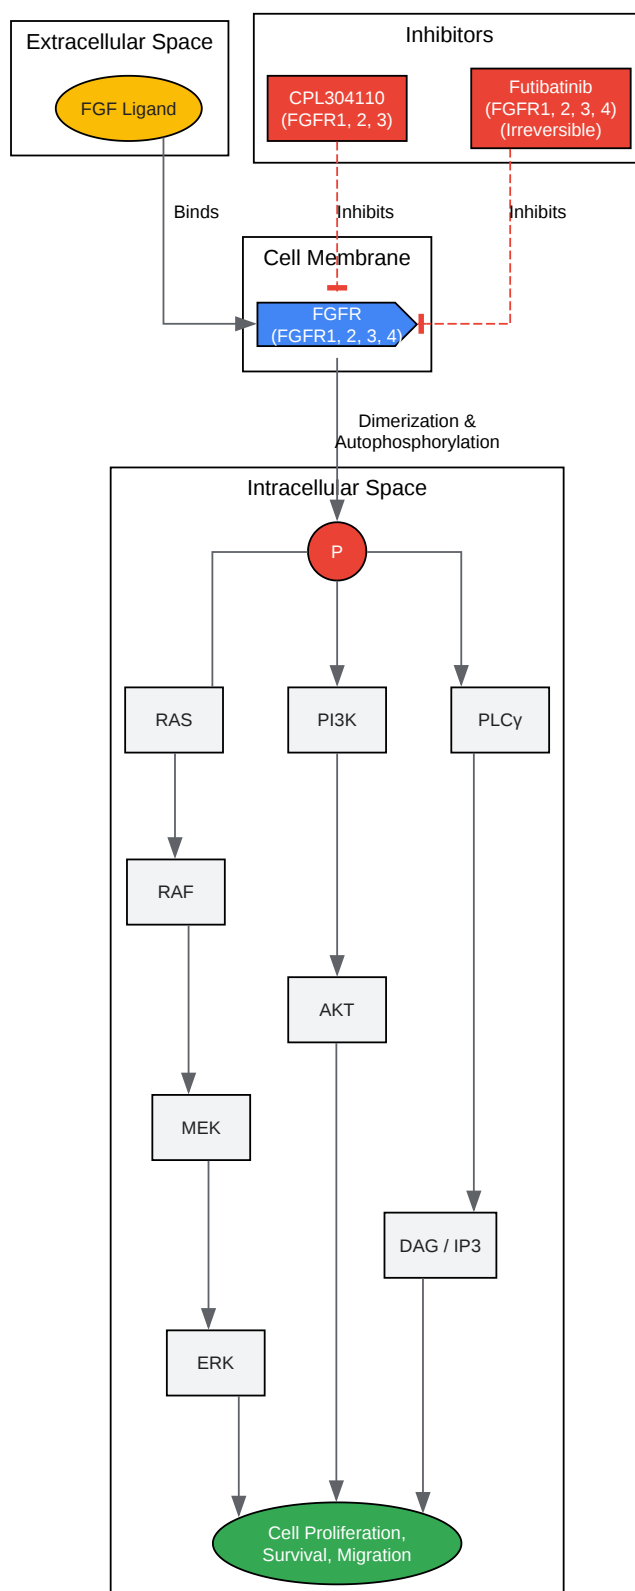 Extracellular Space
FGF Ligand
Inhibitors
CPL304110
(FGFR1, 2, 3)
Futibatinib
(FGFR1, 2, 3, 4)
(Irreversible)
Binds
Inhibits
Inhibits
Cell Membrane
FGFR
(FGFR1, 2, 3, 4)
Dimerization &
Autophosphorylation
Intracellular Space
P
RAS
PI3K
PLCγ
RAF
AKT
MEK
DAG / IP3
ERK
Cell Proliferation,
Survival, Migration